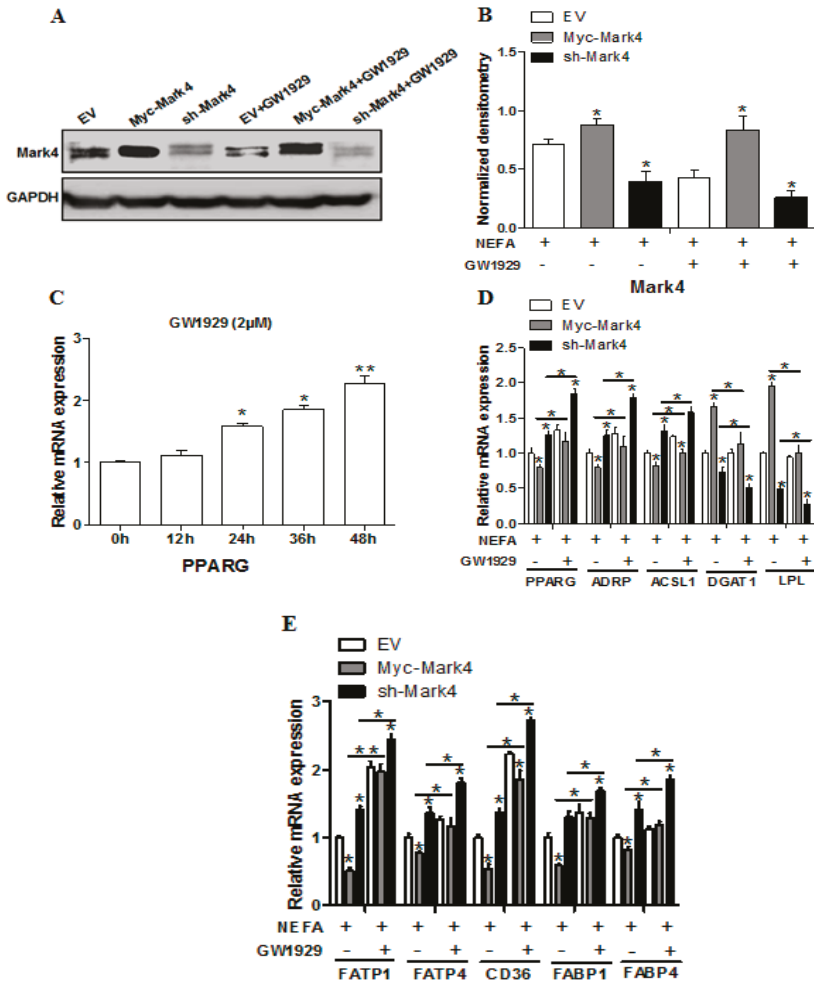 A
EV
Myc-Mark4
sh-Mark4
EV+GW1929
Myc-Mark4+GW1929
sh-Mark4+GW1929
Mark4
GAPDH
B
EV
Myc-Mark4
sh-Mark4
Normalized densitometry
1.5
1.0
0.5
0.0
* * * *
NEFA + + + + + +
GW1929 - - - + + +
Mark4
C
GW1929 (2μM)
Relative mRNA expression
3
2
1
0
* * **
0h 12h 24h 36h 48h
PPARG
D
EV
Myc-Mark4
sh-Mark4
Relative mRNA expression
2.5
2.0
1.5
1.0
0.5
0.0
NEFA + + + + + + + + + +
GW1929 - + - + - + - + - +
PPARG ADRP ACSL1 DGAT1 LPL
E
EV
Myc-Mark4
sh-Mark4
Relative mRNA expression
3
2
1
0
NEFA + + + + + + + + + +
GW1929 - + - + - + - + - +
FATP1 FATP4 CD36 FABP1 FABP4